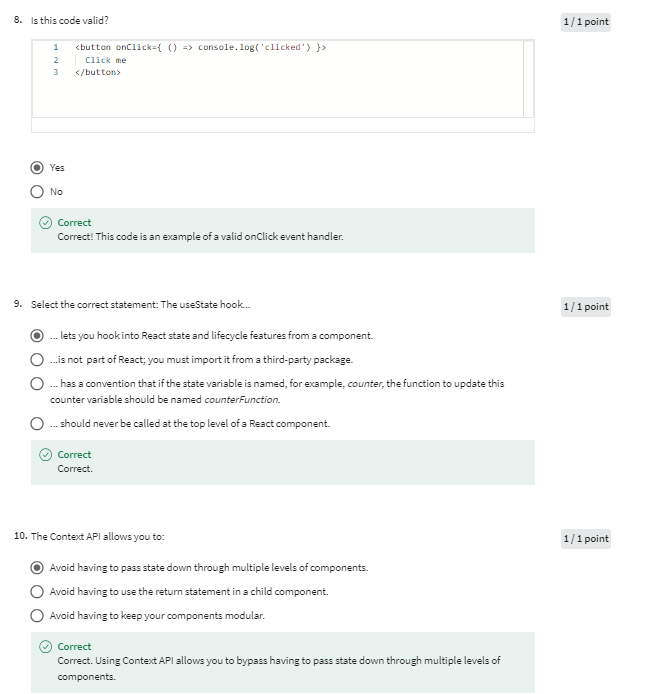 8. Is this code valid?
1 / 1 point
1 <button onClick={ () => console.log('clicked') }>
2 Click me
3 </button>
Yes
No
Correct
Correct! This code is an example of a valid onClick event handler.
9. Select the correct statement: The useState hook...
1 / 1 point
... lets you hook into React state and lifecycle features from a component.
...is not part of React; you must import it from a third-party package.
... has a convention that if the state variable is named, for example, counter, the function to update this
counter variable should be named counterFunction.
... should never be called at the top level of a React component.
Correct
Correct.
10. The Context API allows you to:
1 / 1 point
Avoid having to pass state down through multiple levels of components.
Avoid having to use the return statement in a child component.
Avoid having to keep your components modular.
Correct
Correct. Using Context API allows you to bypass having to pass state down through multiple levels of
components.